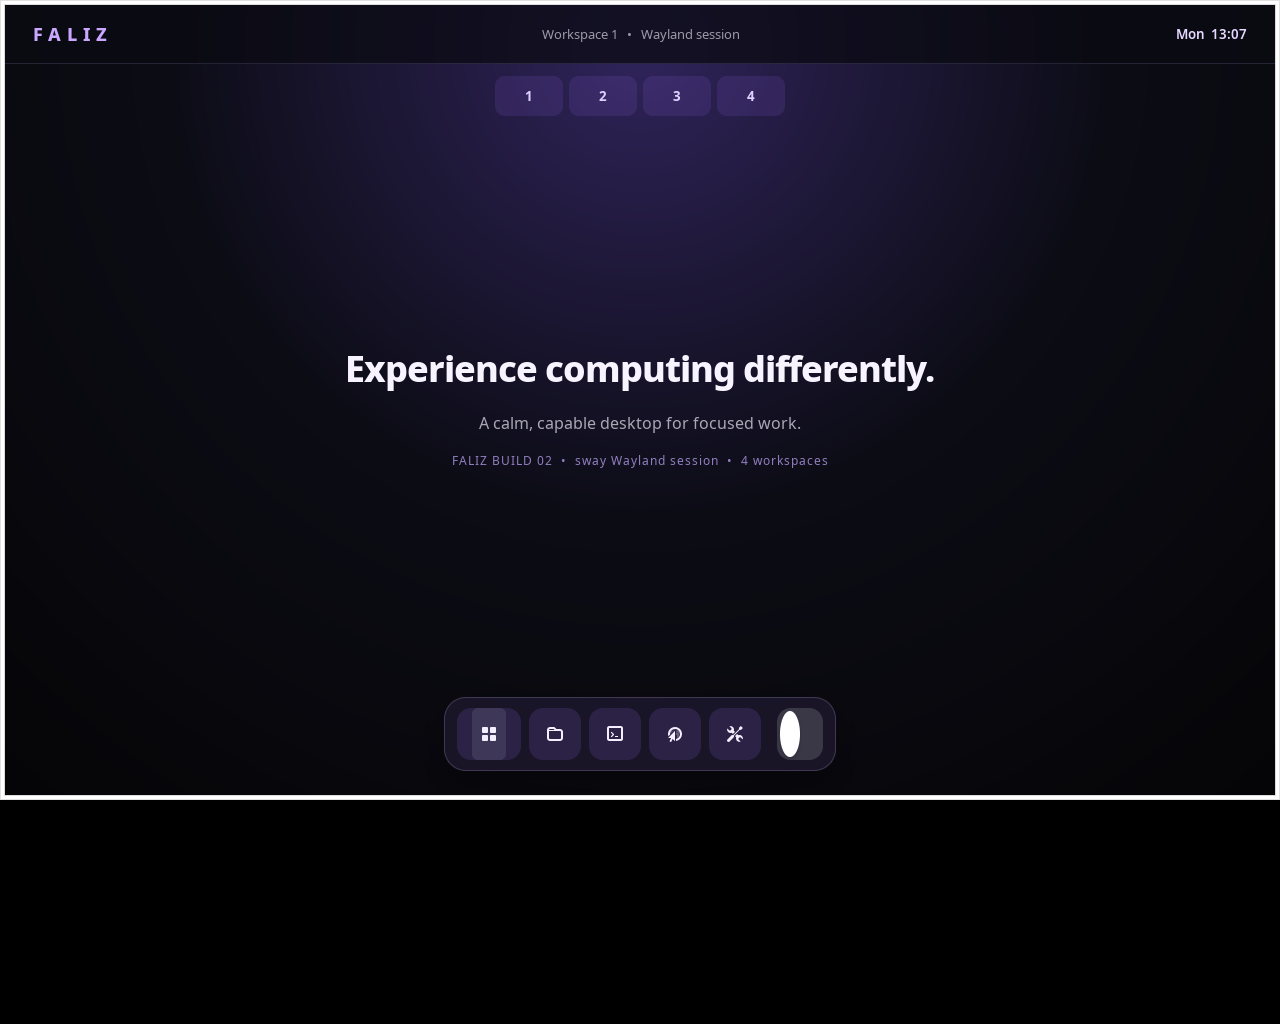 FALIZ
Workspace 1 • Wayland session
Mon 13:07
1 2 3 4
Experience computing differently.
A calm, capable desktop for focused work.
FALIZ BUILD 02 • sway Wayland session • 4 workspaces